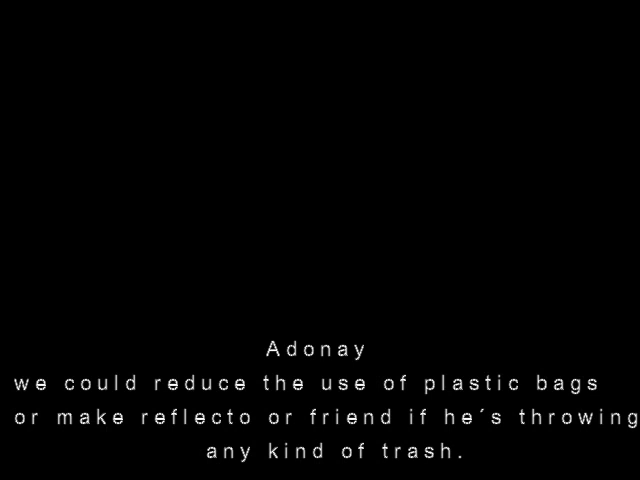 Adonay
we could reduce the use of plastic bags
or make reflecto or friend if he´s throwing
any kind of trash.